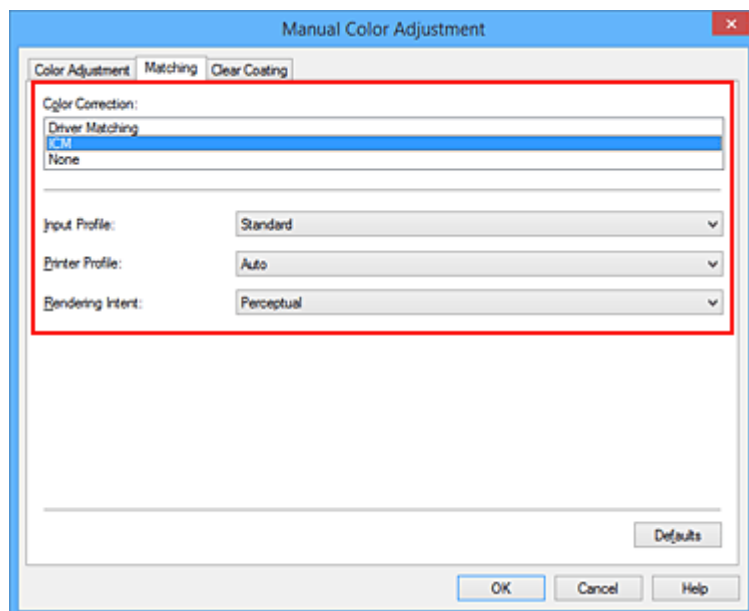 Manual Color Adjustment
Color Adjustment Matching Clear Coating
Color Correction:
Driver Matching
ICM
None
Input Profile: Standard
Printer Profile: Auto
Rendering Intent: Perceptual
Defaults
OK Cancel Help